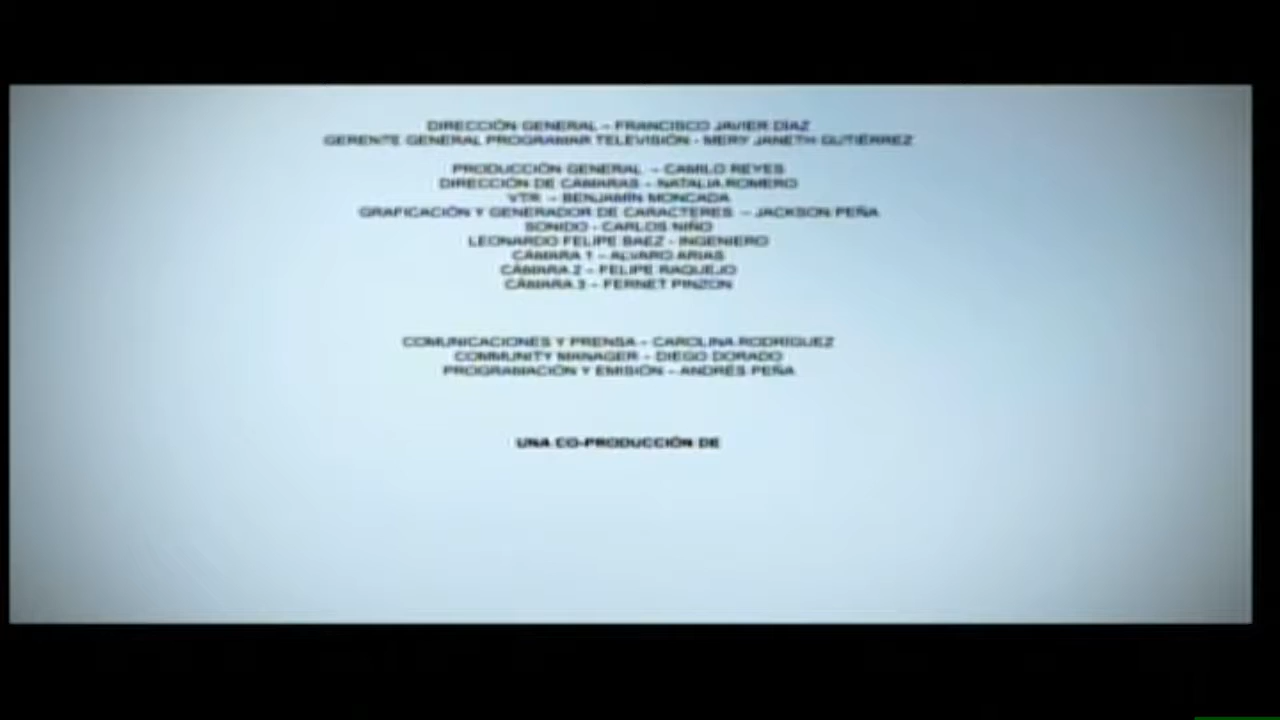 DIRECCIÓN GENERAL – FRANCISCO JAVIER DÍAZ
GERENTE GENERAL PROGRAMAR TELEVISIÓN - MERY JANETH GUTIÉRREZ
PRODUCCIÓN GENERAL – CAMILO REYES
DIRECCIÓN DE CÁMARAS – NATALIA ROMERO
VTR – BENJAMÍN MONCADA
GRAFICACIÓN Y GENERADOR DE CARACTERES – JACKSON PEÑA
SONIDO - CARLOS NIÑO
LEONARDO FELIPE BAEZ - INGENIERO
CÁMARA 1 – ALVARO ARIAS
CÁMARA 2 – FELIPE RAQUEJO
CÁMARA 3 – FERNET PINZON
COMUNICACIONES Y PRENSA – CAROLINA RODRÍGUEZ
COMMUNITY MANAGER – DIEGO DORADO
PROGRAMACIÓN Y EMISIÓN – ANDRÉS PEÑA
UNA CO-PRODUCCIÓN DE